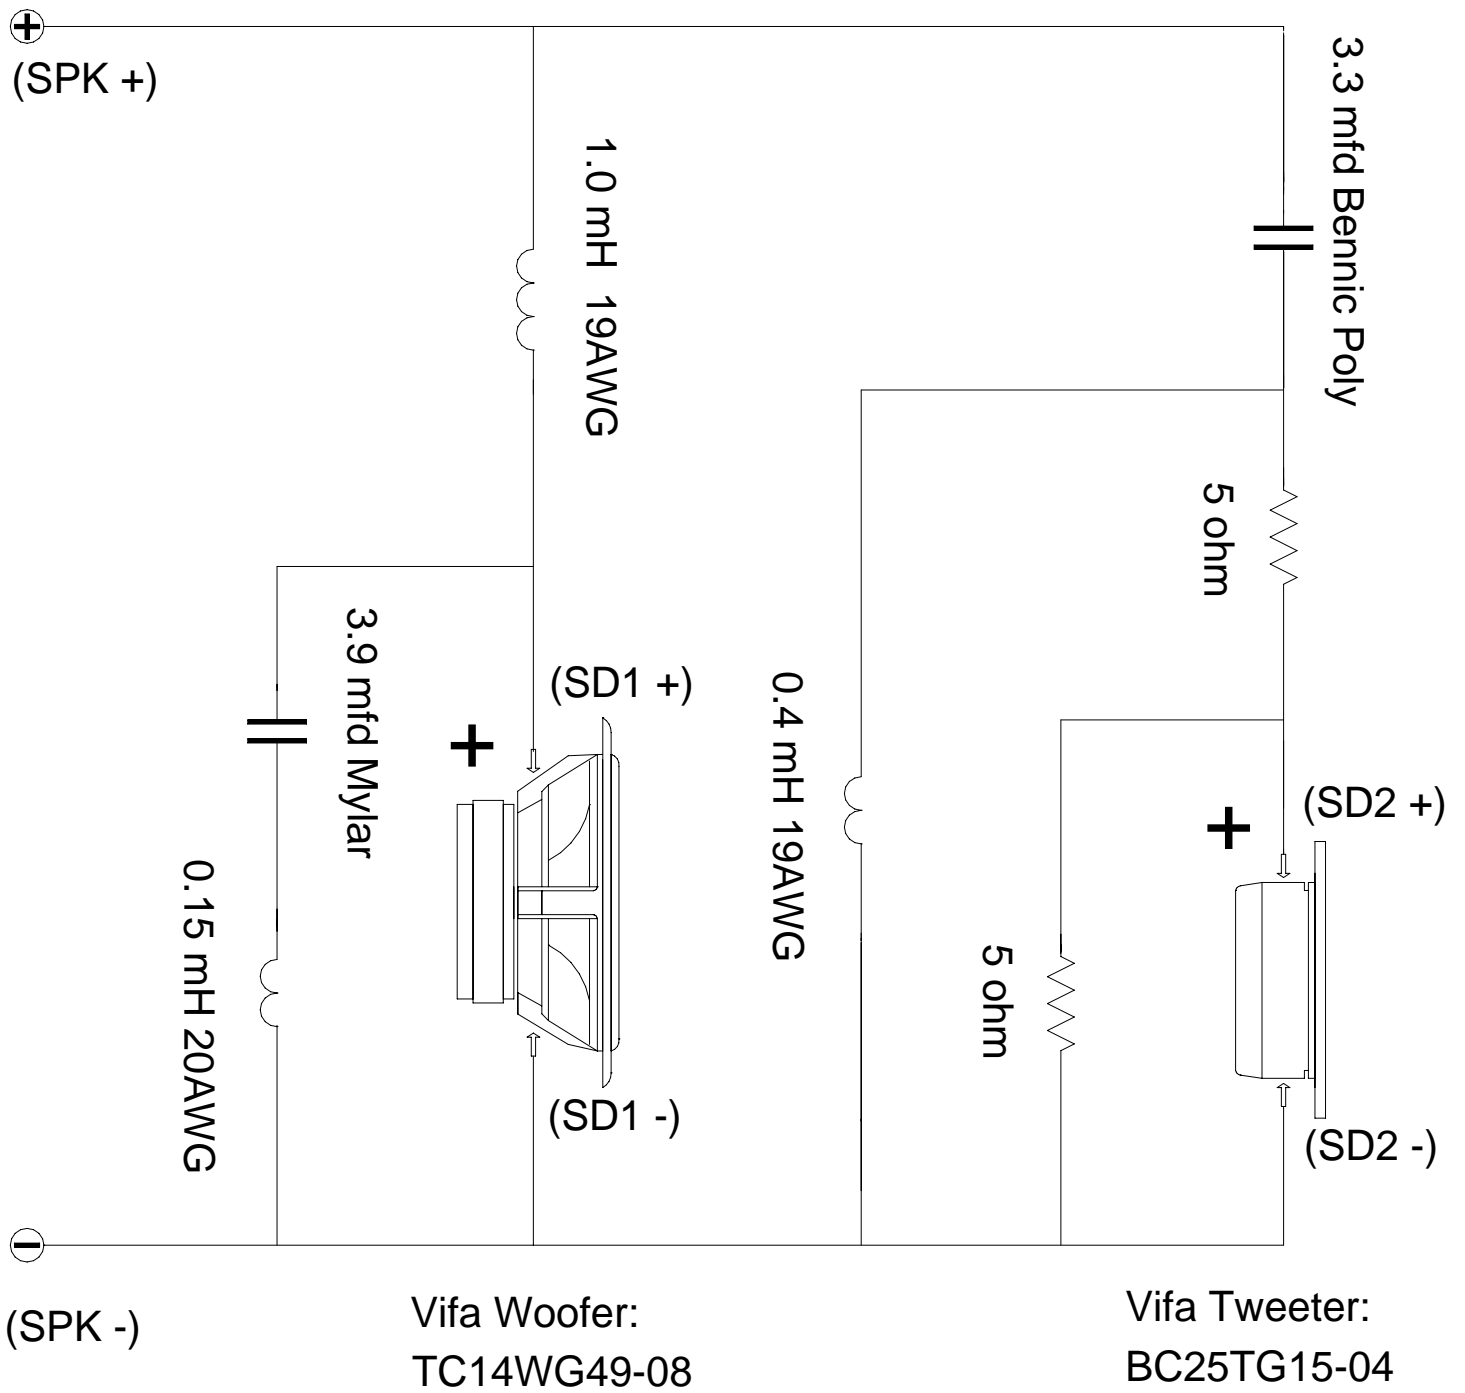 (SPK +)
3.3 mfd Bennic Poly
1.0 mH 19AWG
5 ohm
3.9 mfd Mylar
(SD1 +)
0.4 mH 19AWG
(SD2 +)
+
+
0.15 mH 20AWG
5 ohm
(SD1 -)
(SD2 -)
(SPK -)
Vifa Woofer:
TC14WG49-08
Vifa Tweeter:
BC25TG15-04